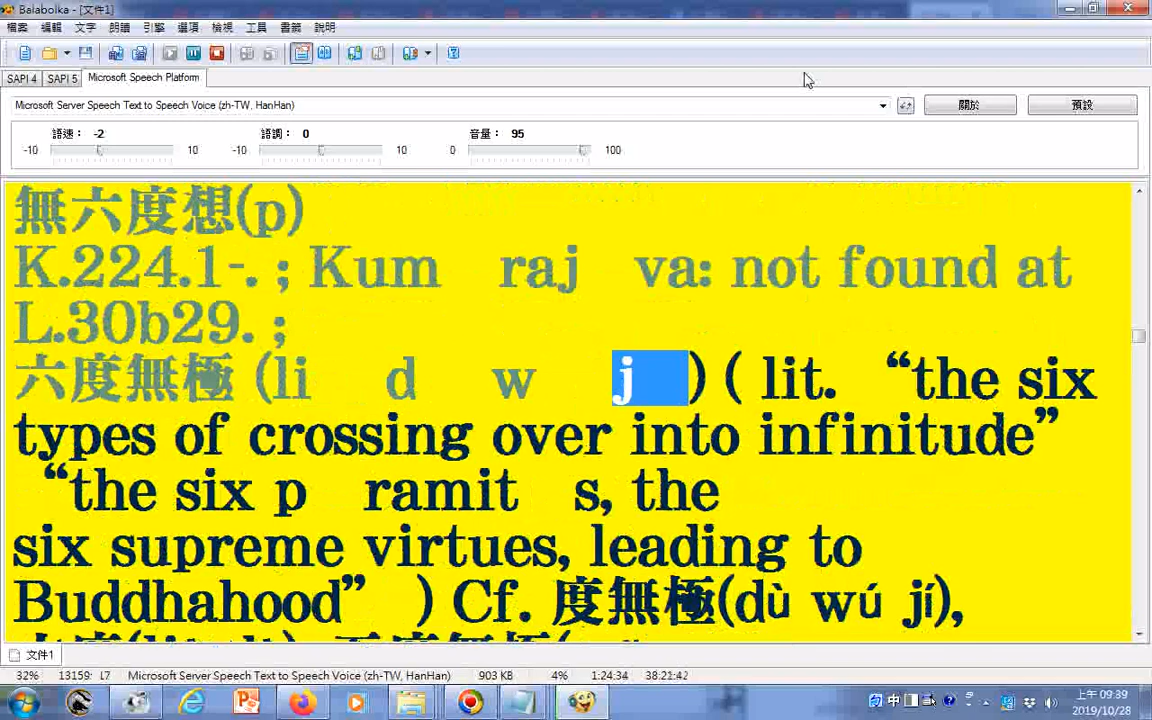 Balabolka - [文件1]
檔案 編輯 文字 朗讀 引擎 選項 檢視 工具 書籤 說明
SAPI 4 SAPI 5 Microsoft Speech Platform
Microsoft Server Speech Text to Speech Voice (zh-TW, HanHan) 關於 預設
語速： -2 語調： 0 音量： 95
-10 10 -10 10 0 100
無六度想(p)
K.224.1-. ; Kum raj va: not found at
L.30b29. ;
六度無極 (li d w j ) ( lit. “the six
types of crossing over into infinitude”
“the six p ramit s, the
six supreme virtues, leading to
Buddhahood” ) Cf. 度無極(dù wú jí),
文件1
32% 13159: 17 Microsoft Server Speech Text to Speech Voice (zh-TW, HanHan) 903 KB 4% 1:24:34 38:21:42
中 上午 09:39
2019/10/28